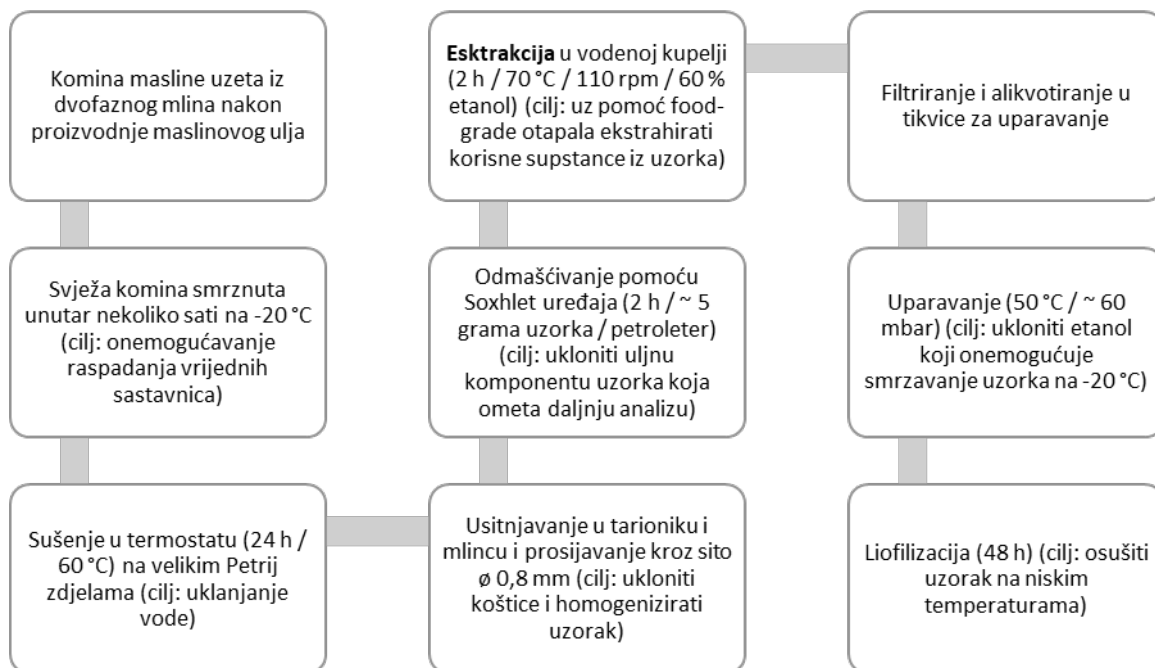 Komina masline uzeta iz
dvofaznog mlina nakon
proizvodnje maslinovog ulja
Svježa komina smrznuta
unutar nekoliko sati na -20 °C
(cilj: onemogućavanje
raspadanja vrijednih
sastavnica)
Sušenje u termostatu (24 h /
60 °C) na velikim Petrij
zdjelama (cilj: uklanjanje
vode)
Usitnjavanje u tarioniku i
mlincu i prosijavanje kroz sito
ø 0,8 mm (cilj: ukloniti
koštice i homogenizirati
uzorak)
Odmašćivanje pomoću
Soxhlet uređaja (2 h / ~ 5
grama uzorka / petroleter)
(cilj: ukloniti uljnu
komponentu uzorka koja
ometa daljnju analizu)
Esktrakcija u vodenoj kupelji
(2 h / 70 °C / 110 rpm / 60 %
etanol) (cilj: uz pomoć food-
grade otapala ekstrahirati
korisne supstance iz uzorka)
Filtriranje i alikvotiranje u
tikvice za uparavanje
Uparavanje (50 °C / ~ 60
mbar) (cilj: ukloniti etanol
koji onemogućuje
smrzavanje uzorka na -20 °C)
Liofilizacija (48 h) (cilj: osušiti
uzorak na niskim
temperaturama)